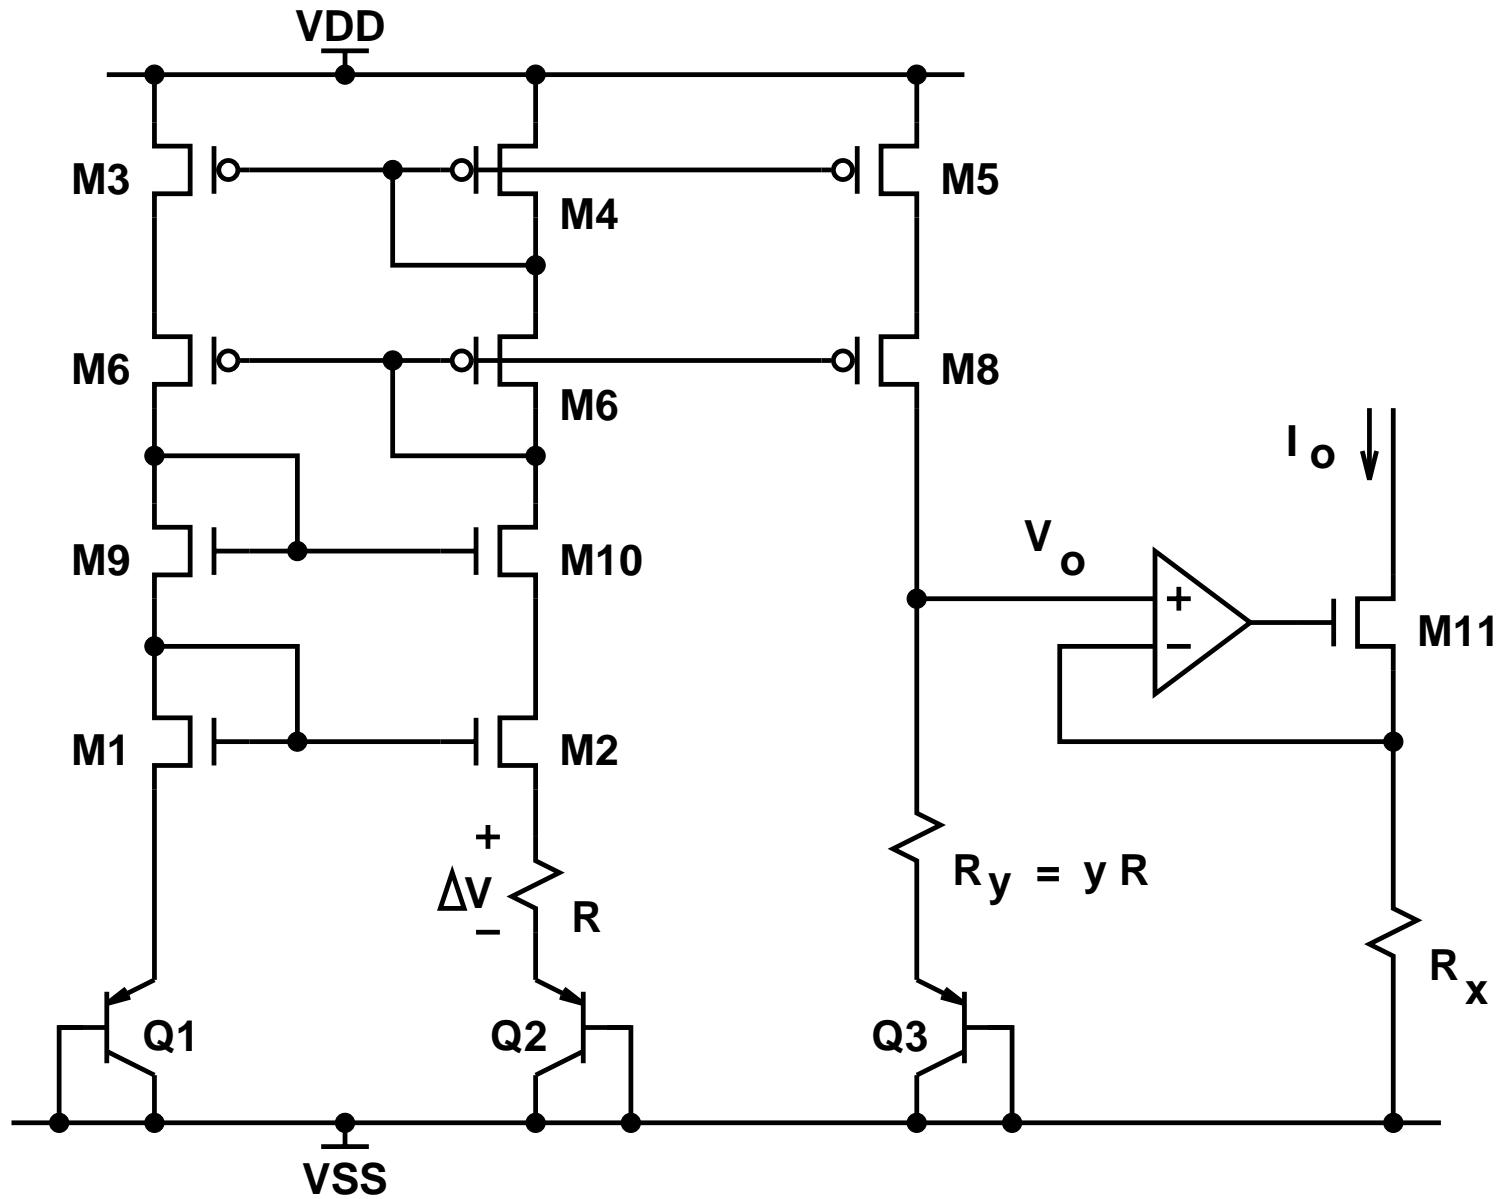 VDD
M3
M4
M5
M6
M6
M8
I o
V o
M9
M10
+
−
M11
M1
M2
+
ΔV
−
R
R y = y R
R x
Q1
Q2
Q3
VSS